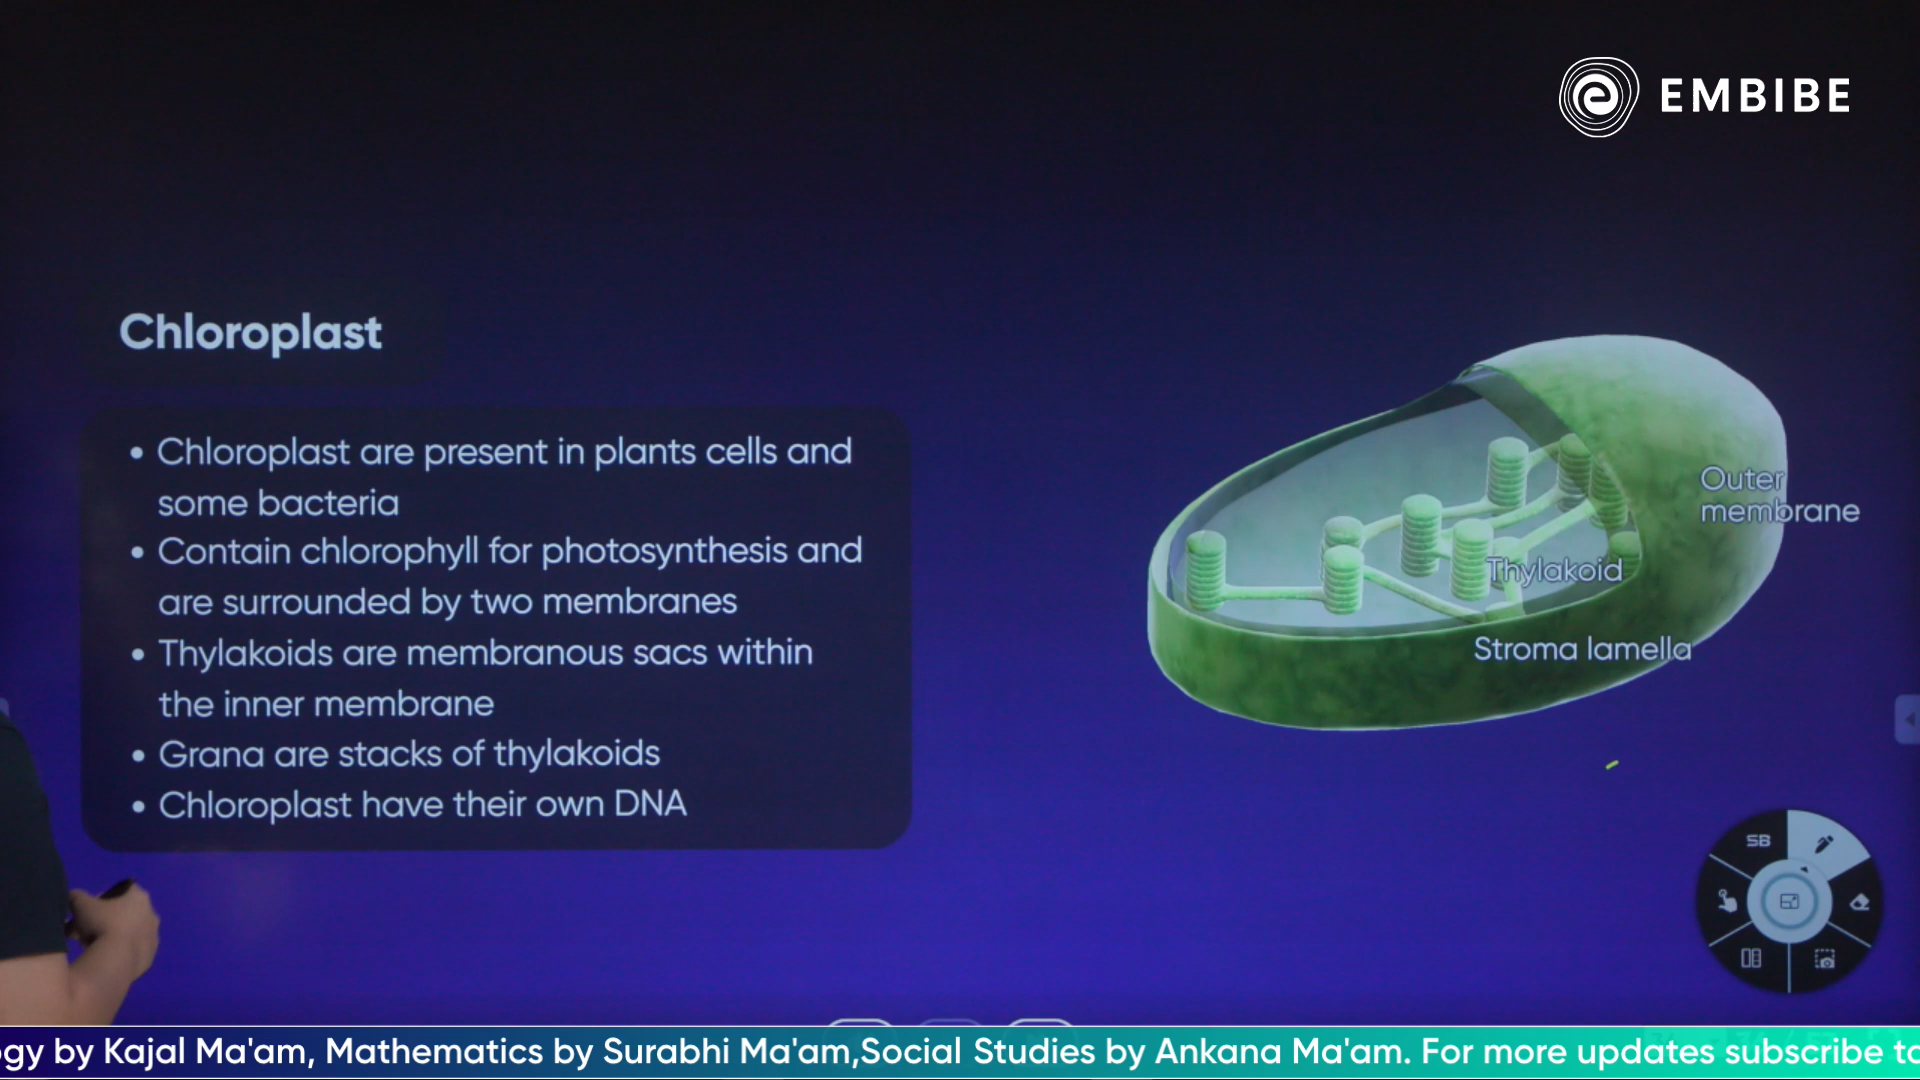 EMBIBE
Chloroplast
• Chloroplast are present in plants cells and
some bacteria
• Contain chlorophyll for photosynthesis and
are surrounded by two membranes
• Thylakoids are membranous sacs within
the inner membrane
• Grana are stacks of thylakoids
• Chloroplast have their own DNA
Outer
membrane
Thylakoid
Stroma lamella
SB
ogy by Kajal Ma'am, Mathematics by Surabhi Ma'am,Social Studies by Ankana Ma'am. For more updates subscribe to